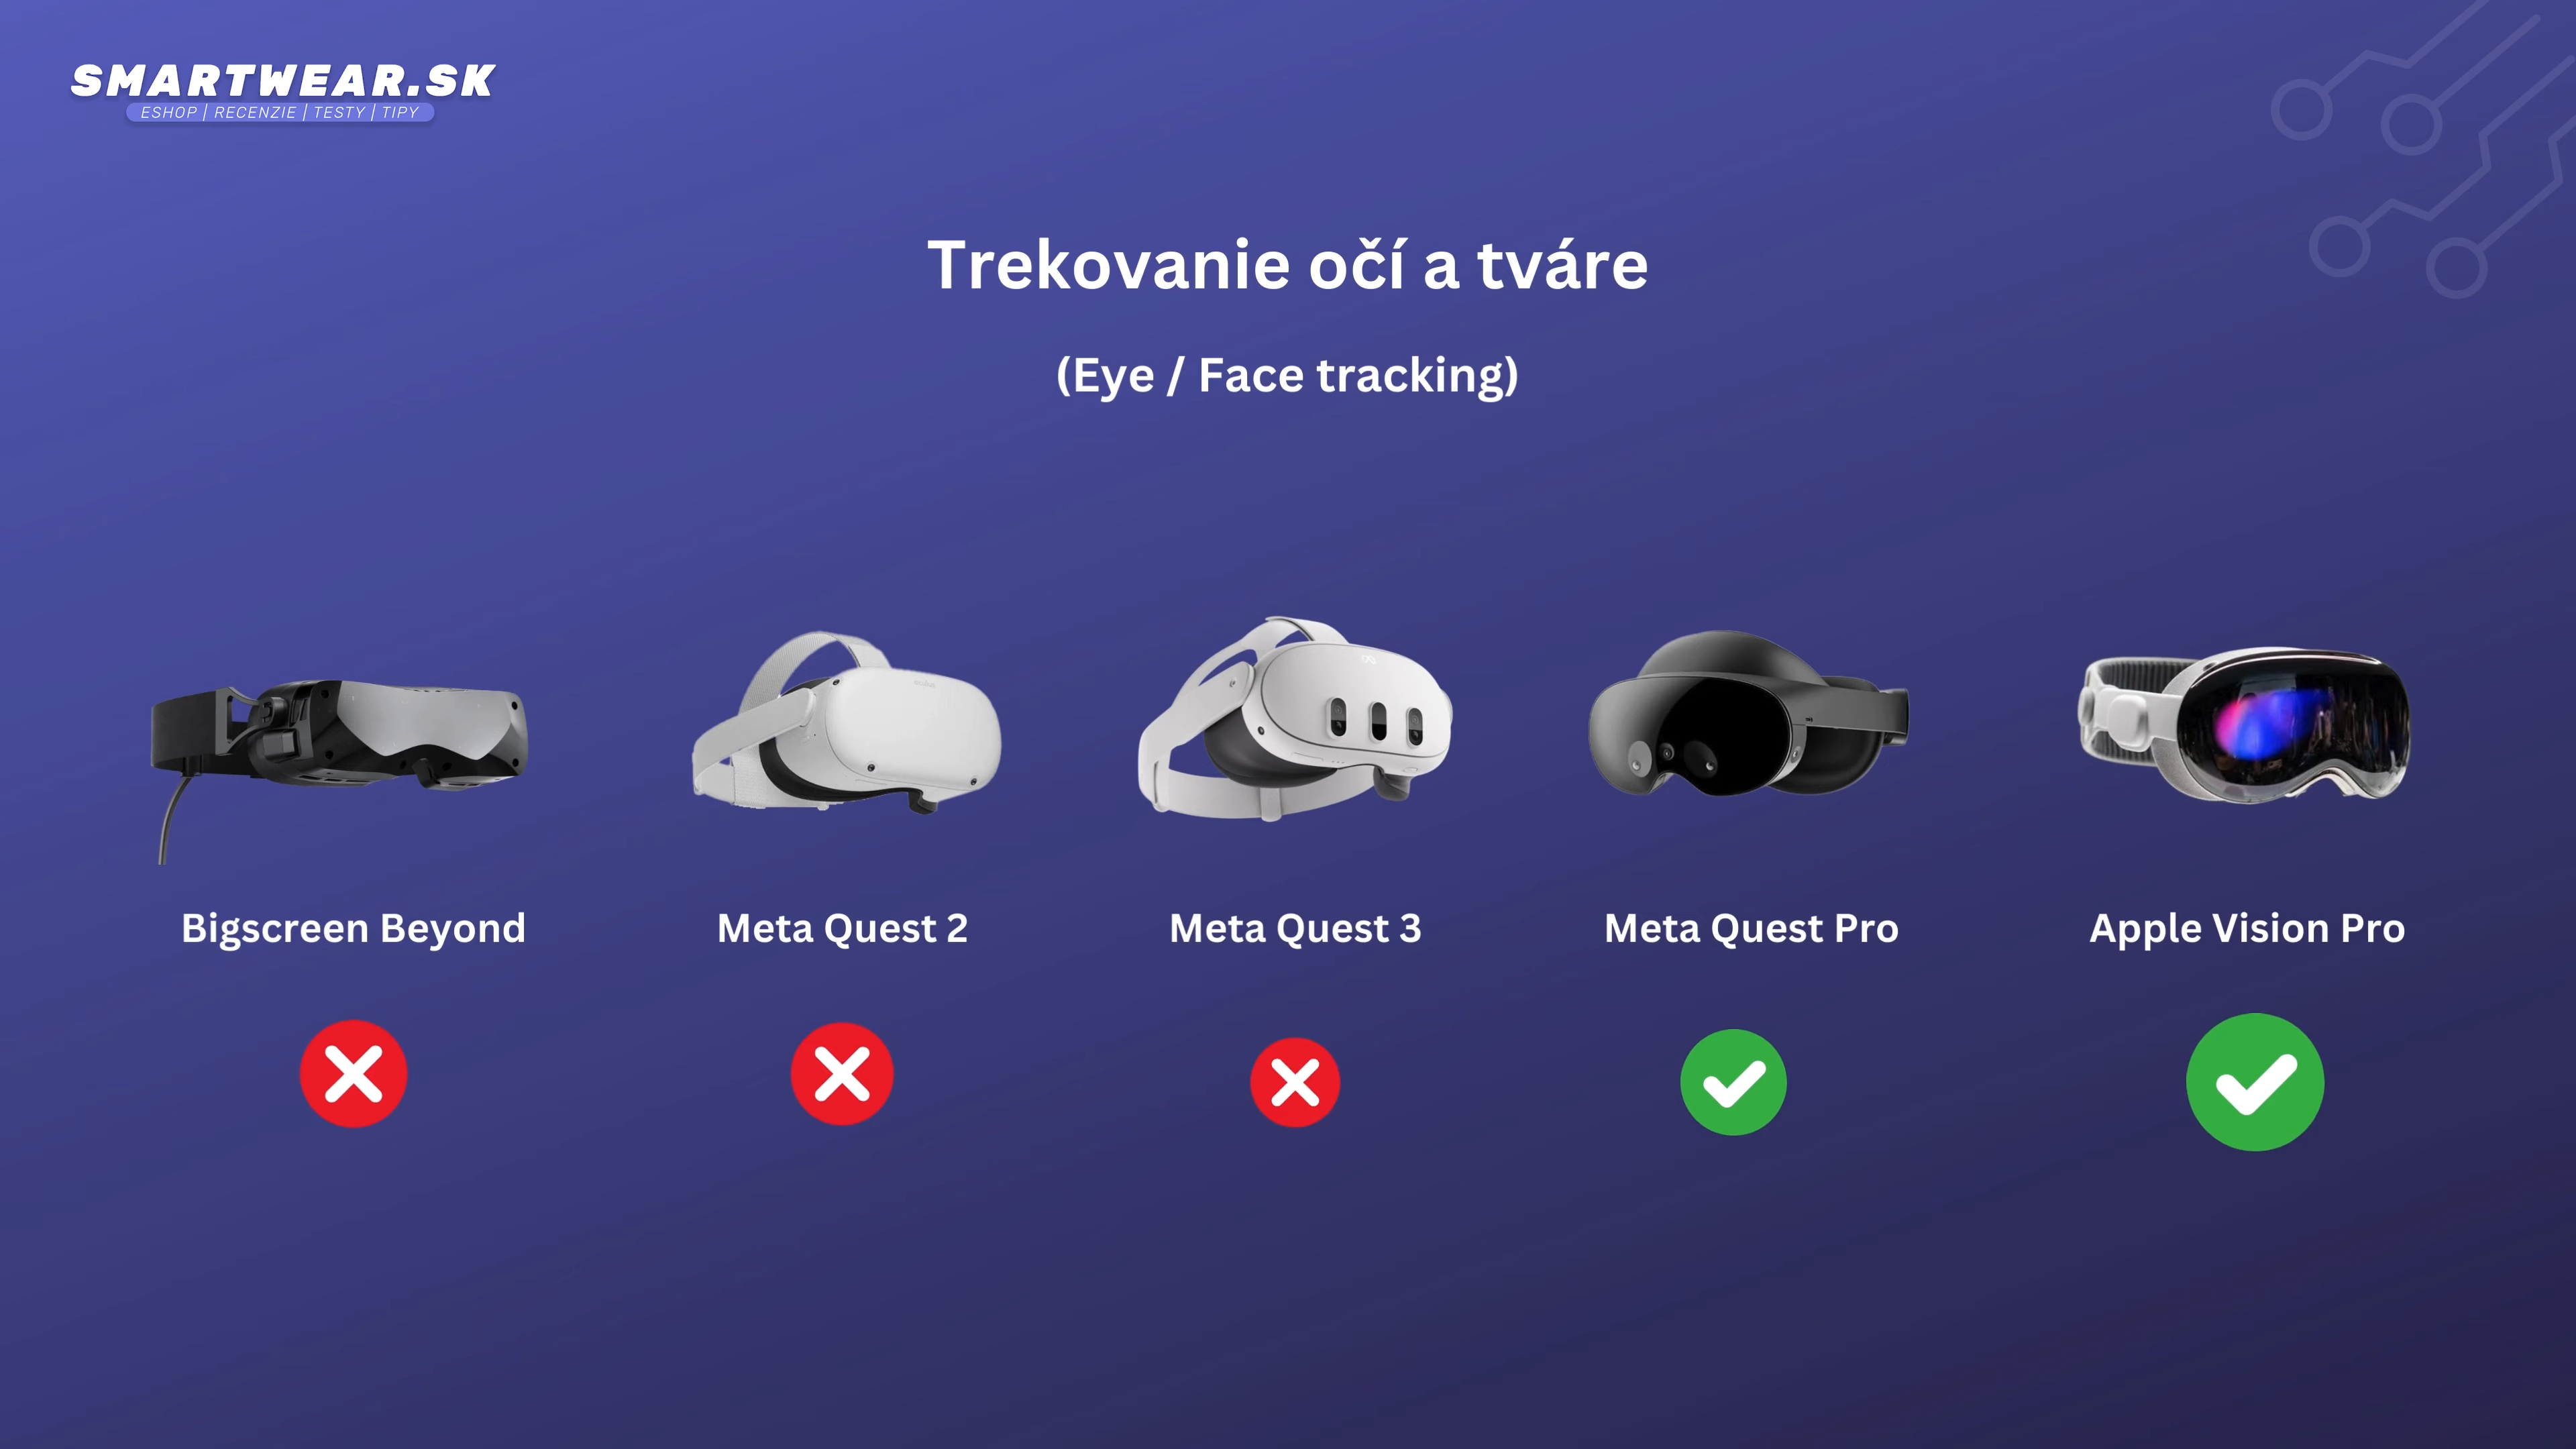 SMARTWEAR.SK
ESHOP | RECENZIE | TESTY | TIPY
Trekovanie očí a tváre
(Eye / Face tracking)
Bigscreen Beyond
Meta Quest 2
Meta Quest 3
Meta Quest Pro
Apple Vision Pro